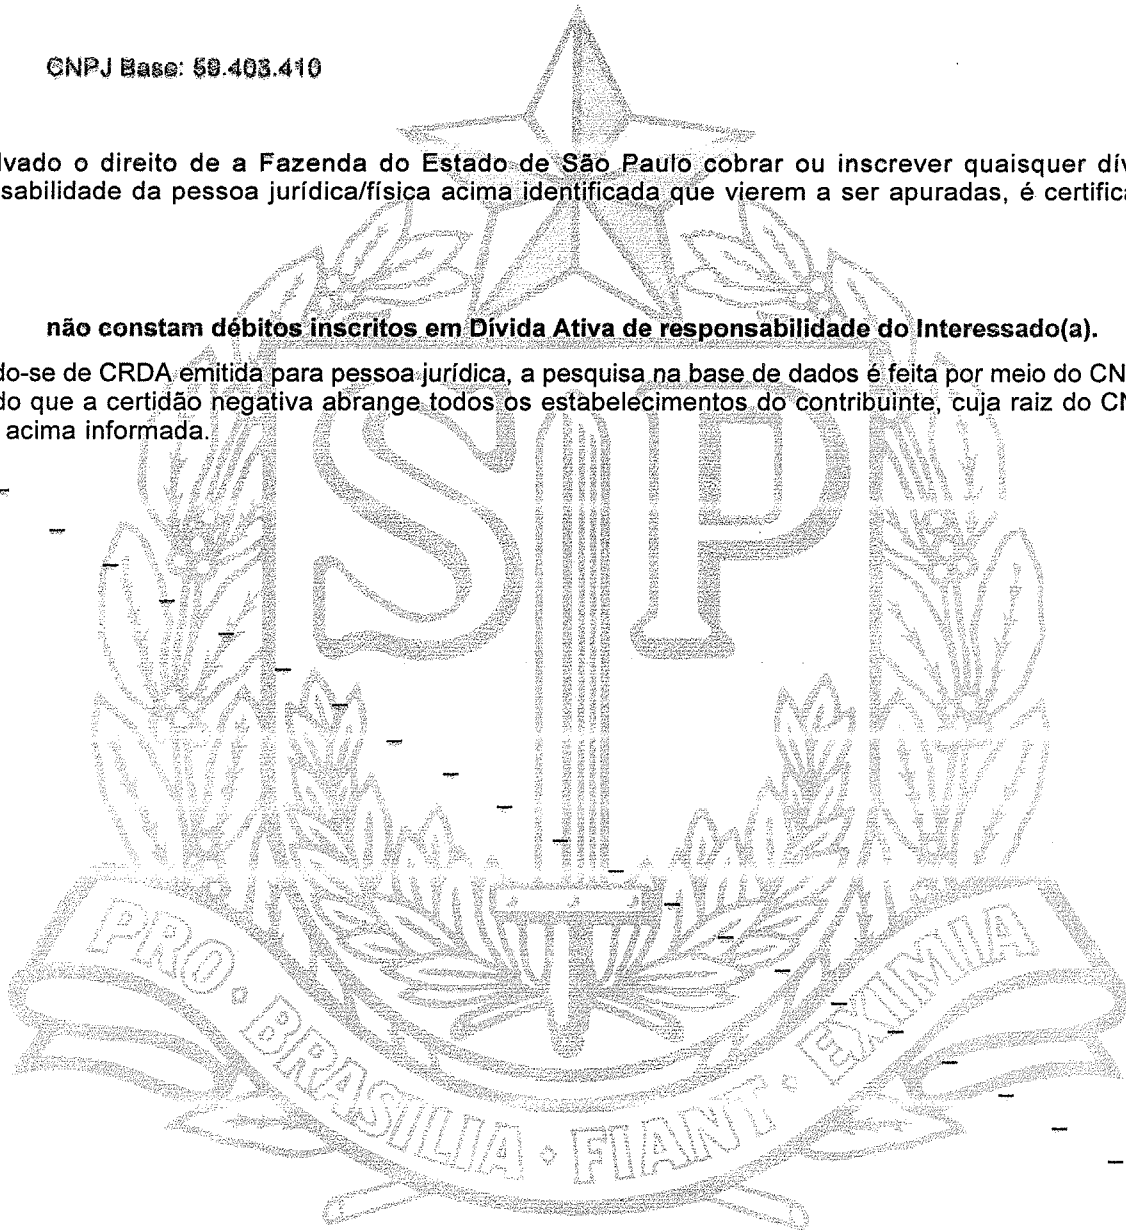 CNPJ Base: 59.403.410
lvado o direito de a Fazenda do Estado de São Paulo cobrar ou inscrever quaisquer dív
sabilidade da pessoa jurídica/física acima identificada que vierem a ser apuradas, é certifica
não constam débitos inscritos em Dívida Ativa de responsabilidade do Interessado(a).
do-se de CRDA emitida para pessoa jurídica, a pesquisa na base de dados é feita por meio do CN
do que a certidão negativa abrange todos os estabelecimentos do contribuinte, cuja raiz do CN
acima informada.
SP
PRO · BRASILIA · FIANT · EXIMIA